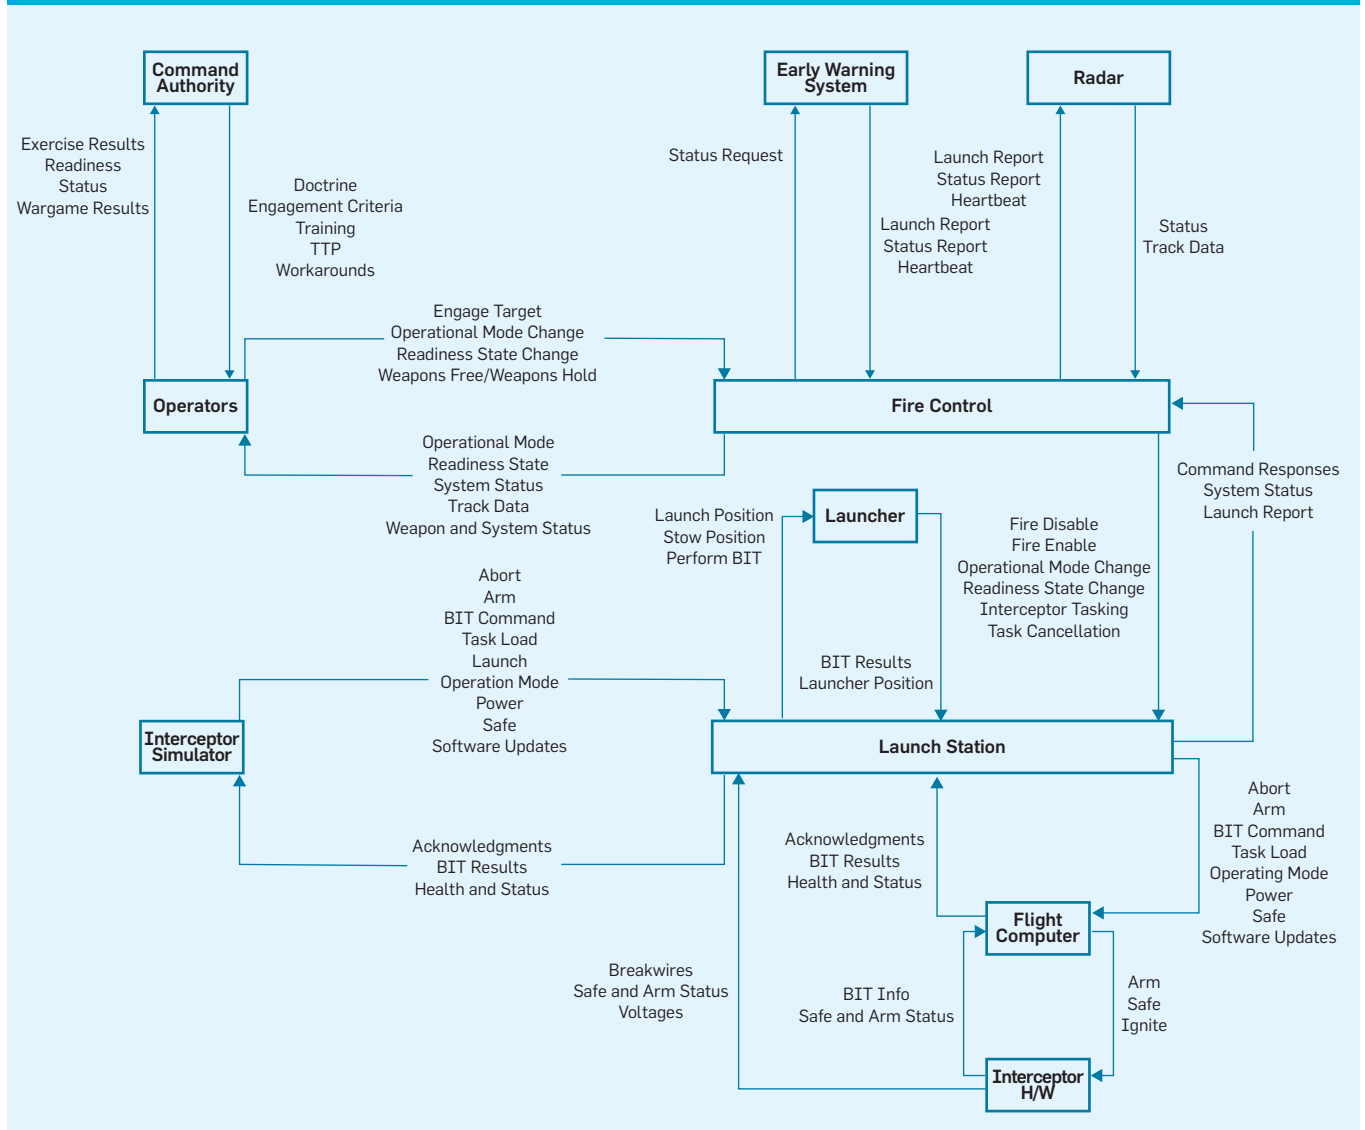 Command
Authority
Early Warning
System
Radar
Exercise Results
Readiness
Status
Wargame Results
Doctrine
Engagement Criteria
Training
TTP
Workarounds
Status Request
Launch Report
Status Report
Heartbeat
Launch Report
Status Report
Heartbeat
Status
Track Data
Engage Target
Operational Mode Change
Readiness State Change
Weapons Free/Weapons Hold
Operators
Fire Control
Operational Mode
Readiness State
System Status
Track Data
Weapon and System Status
Launch Position
Stow Position
Perform BIT
Launcher
Fire Disable
Fire Enable
Operational Mode Change
Readiness State Change
Interceptor Tasking
Task Cancellation
Command Responses
System Status
Launch Report
Abort
Arm
BIT Command
Task Load
Launch
Operation Mode
Power
Safe
Software Updates
BIT Results
Launcher Position
Interceptor
Simulator
Launch Station
Acknowledgments
BIT Results
Health and Status
Acknowledgments
BIT Results
Health and Status
Abort
Arm
BIT Command
Task Load
Operating Mode
Power
Safe
Software Updates
Flight
Computer
Breakwires
Safe and Arm Status
Voltages
BIT Info
Safe and Arm Status
Arm
Safe
Ignite
Interceptor
H/W